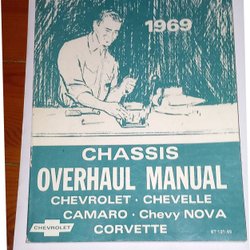 1969
CHASSIS
OVERHAUL MANUAL
CHEVROLET · CHEVELLE
CAMARO · Chevy NOVA
CORVETTE
CHEVROLET